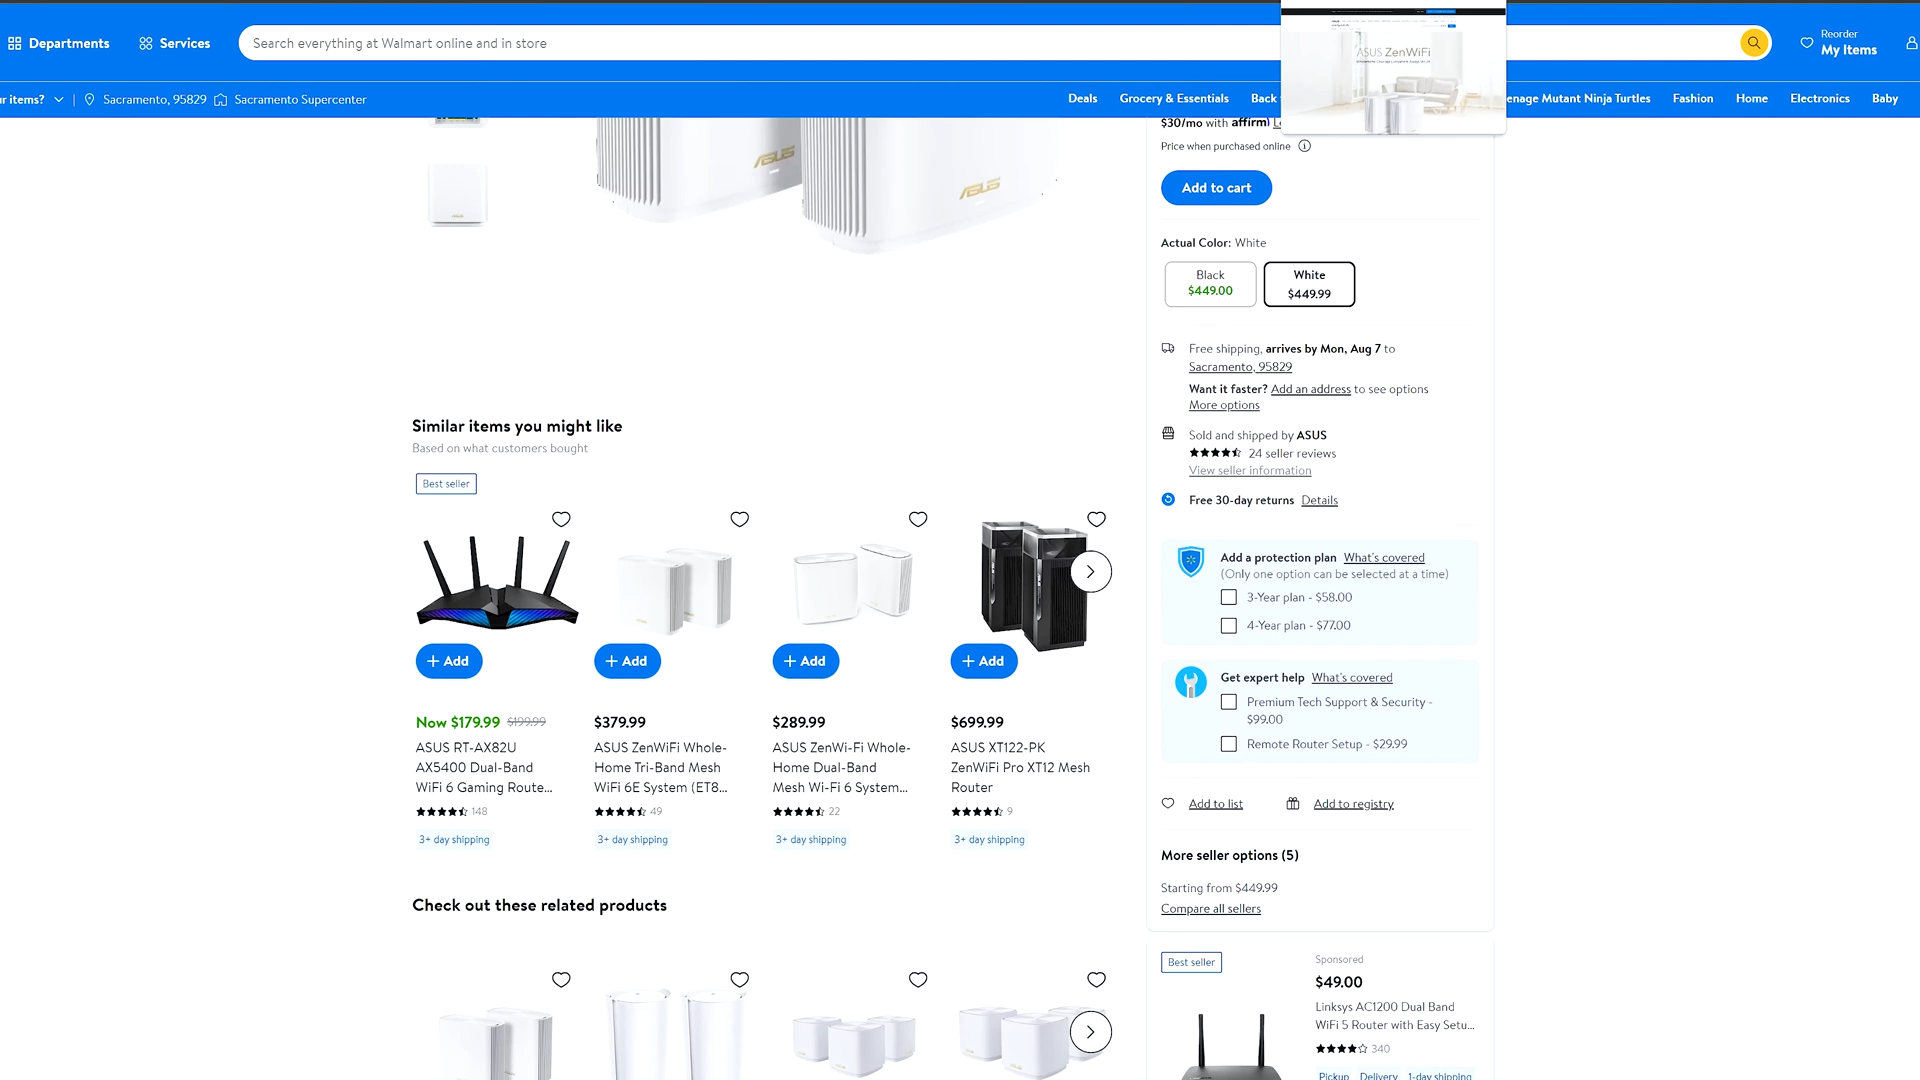 Departments
Services
Search everything at Walmart online and in store
Reorder
My Items
r items?
Sacramento, 95829
Sacramento Supercenter
Deals
Grocery & Essentials
Back
enage Mutant Ninja Turtles
Fashion
Home
Electronics
Baby
ASUS ZenWiFi
$30/mo with affirm
Price when purchased online
Add to cart
ASUS
ASUS
ASUS
Actual Color: White
Black
$449.00
White
$449.99
Free shipping, arrives by Mon, Aug 7 to
Sacramento, 95829
Want it faster? Add an address to see options
More options
Sold and shipped by ASUS
24 seller reviews
View seller information
Free 30-day returns Details
Add a protection plan What's covered
(Only one option can be selected at a time)
3-Year plan - $58.00
4-Year plan - $77.00
Get expert help What's covered
Premium Tech Support & Security -
$99.00
Remote Router Setup - $29.99
Add to list
Add to registry
More seller options (5)
Starting from $449.99
Compare all sellers
Similar items you might like
Based on what customers bought
Best seller
+ Add
+ Add
+ Add
+ Add
Now $179.99 $199.99
ASUS RT-AX82U
AX5400 Dual-Band
WiFi 6 Gaming Route...
148
3+ day shipping
$379.99
ASUS ZenWiFi Whole-
Home Tri-Band Mesh
WiFi 6E System (ET8...
49
3+ day shipping
$289.99
ASUS ZenWi-Fi Whole-
Home Dual-Band
Mesh Wi-Fi 6 System...
22
3+ day shipping
$699.99
ASUS XT122-PK
ZenWiFi Pro XT12 Mesh
Router
9
3+ day shipping
Check out these related products
Best seller
Sponsored
$49.00
Linksys AC1200 Dual Band
WiFi 5 Router with Easy Setu...
340
Pickup Delivery 1-day shipping